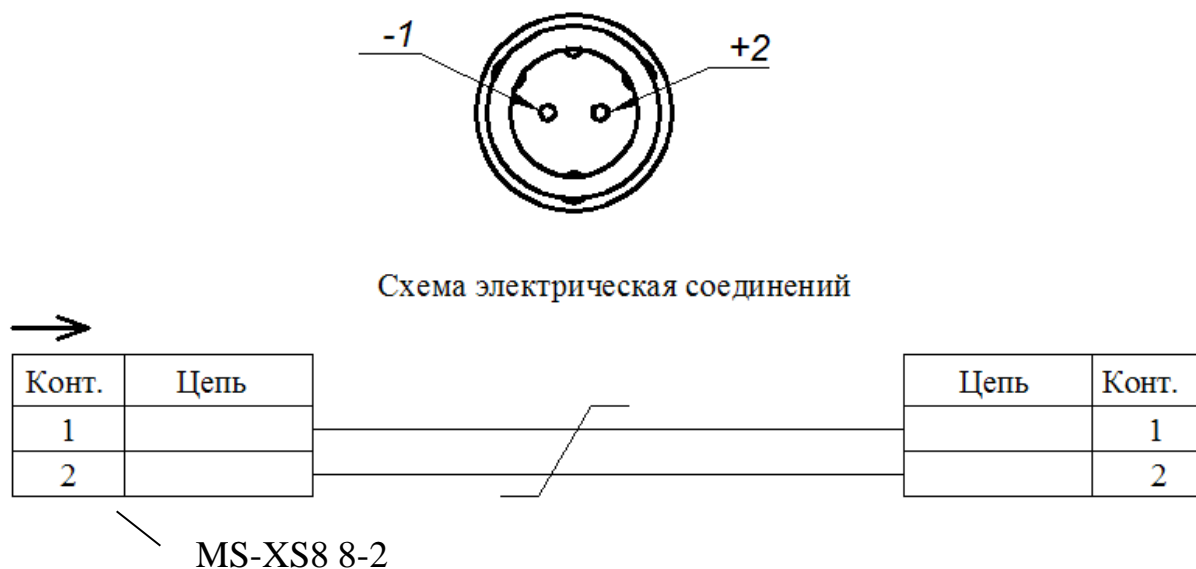 -1
+2
Схема электрическая соединений
Конт. Цепь Цепь Конт.
1 1
2 2
MS-XS8 8-2